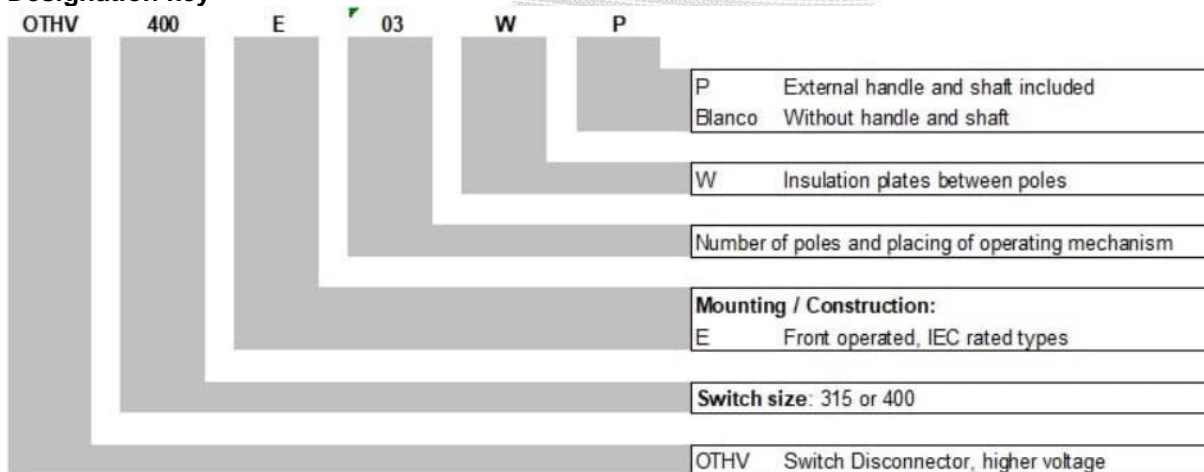 Designation key
OTHV 400 E 03 W P
P External handle and shaft included
Blanco Without handle and shaft
W Insulation plates between poles
Number of poles and placing of operating mechanism
Mounting / Construction:
E Front operated, IEC rated types
Switch size: 315 or 400
OTHV Switch Disconnector, higher voltage